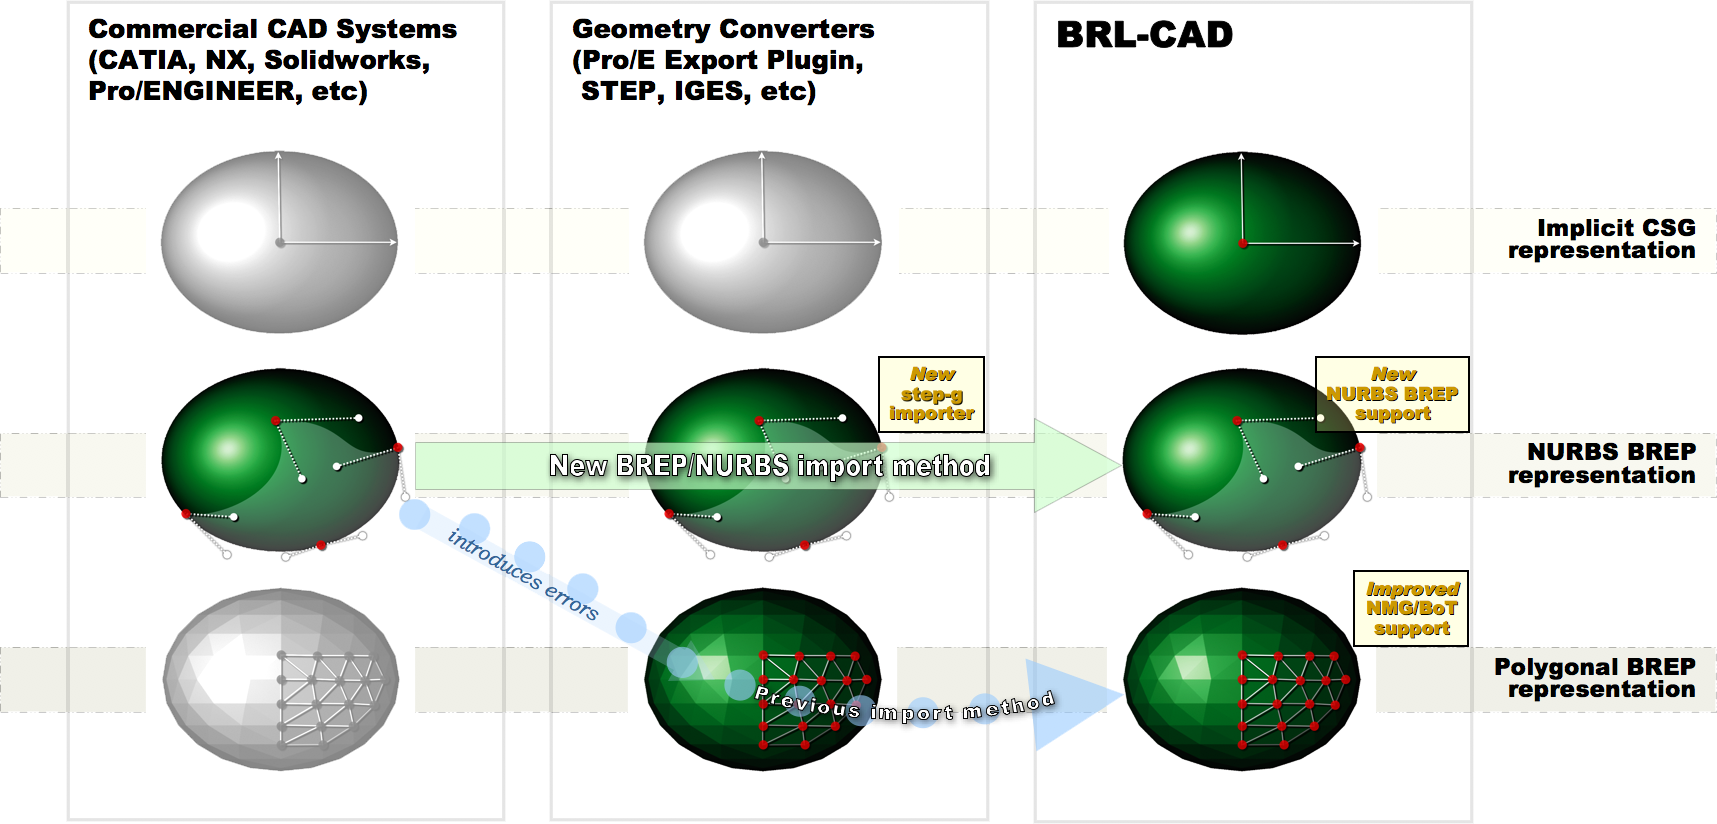 Commercial CAD Systems
(CATIA, NX, Solidworks,
Pro/ENGINEER, etc)
Geometry Converters
(Pro/E Export Plugin,
STEP, IGES, etc)
BRL-CAD
Implicit CSG
representation
New
step-g
importer
New
NURBS BREP
support
New BREP/NURBS import method
NURBS BREP
representation
introduces errors
Improved
NMG/BoT
support
Previous import method
Polygonal BREP
representation